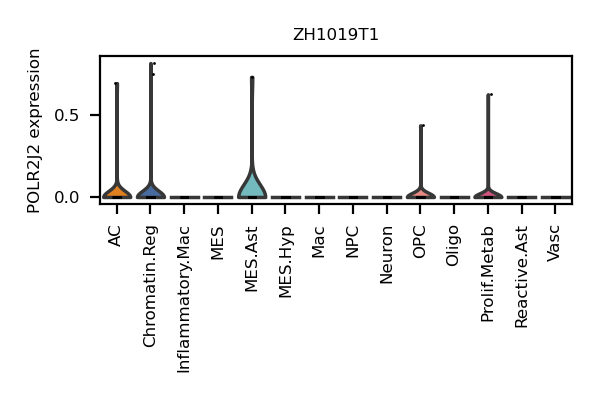 ZH1019T1
POLR2J2 expression
0.5
0.0
AC
Chromatin.Reg
Inflammatory.Mac
MES
MES.Ast
MES.Hyp
Mac
NPC
Neuron
OPC
Oligo
Prolif.Metab
Reactive.Ast
Vasc